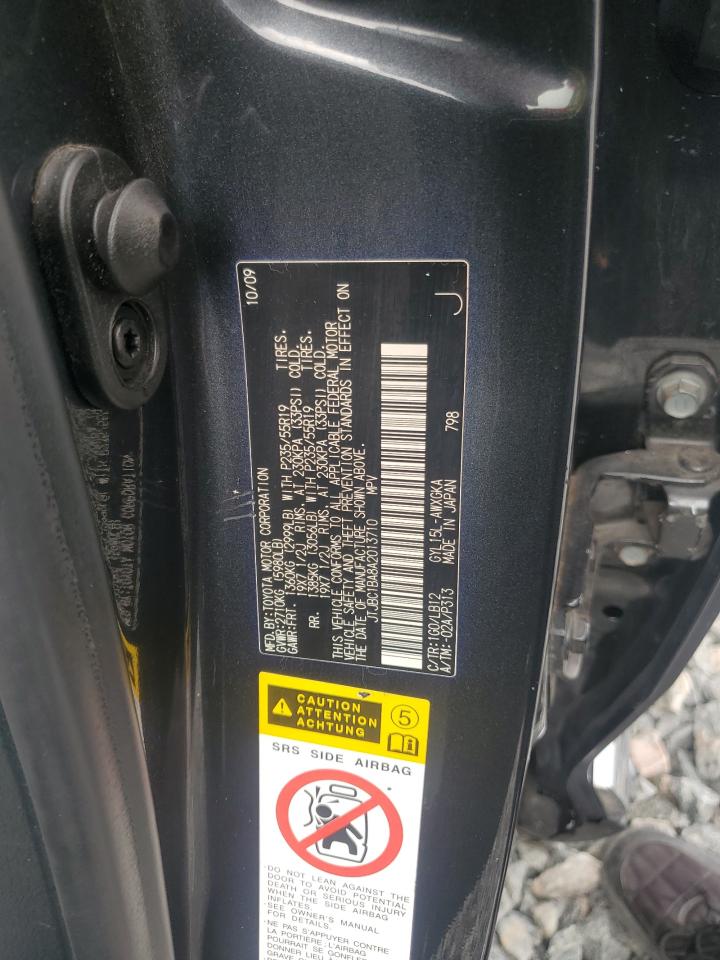 MFD.BY:TOYOTA MOTOR CORPORATION 10/09
GVWR:2710KG (5980LB)
GAWR:FRT. 1360KG (2999LB) WITH P235/55R19 TIRES.
19X7 1/2J RIMS. AT 230KPA (33PSI) COLD.
RR. 1385KG (3056LB) WITH P235/55R19 TIRES.
19X7 1/2J RIMS. AT 230KPA (33PSI) COLD.
THIS VEHICLE CONFORMS TO ALL APPLICABLE FEDERAL MOTOR
VEHICLE SAFETY AND THEFT PREVENTION STANDARDS IN EFFECT ON
THE DATE OF MANUFACTURE SHOWN ABOVE.
JTJBC1BA8A2013710 MPV
C/TR:1G0/LB12 GYL15L-AWXGKA
A/TM:-02A/P313 MADE IN JAPAN 798
J
CAUTION
ATTENTION
ACHTUNG
5
SRS SIDE AIRBAG
·DO NOT LEAN AGAINST THE
DOOR TO AVOID POTENTIAL
DEATH OR SERIOUS INJURY
WHEN THE SIDE AIRBAG
INFLATES.
·SEE OWNER'S MANUAL
FOR DETAILS.
·NE PAS S'APPUYER CONTRE
LA PORTIÈRE; L'AIRBAG
POURRAIT SE GONFLER